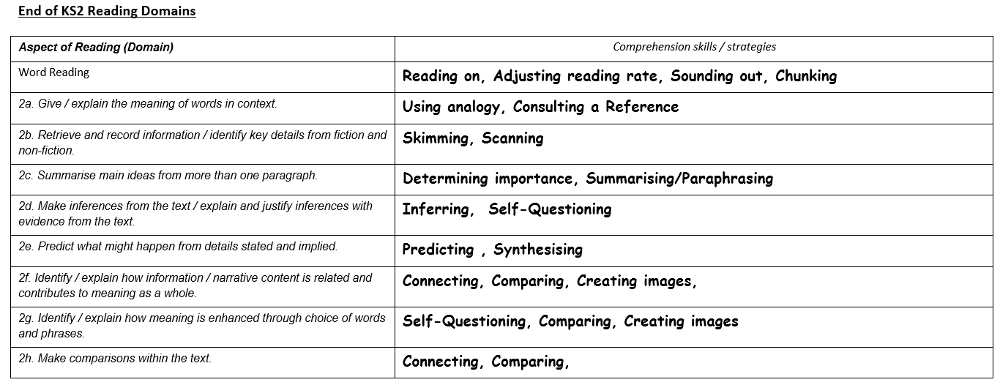 End of KS2 Reading Domains
Aspect of Reading (Domain)
Comprehension skills / strategies
Word Reading
Reading on, Adjusting reading rate, Sounding out, Chunking
2a. Give / explain the meaning of words in context.
Using analogy, Consulting a Reference
2b. Retrieve and record information / identify key details from fiction and
non-fiction.
Skimming, Scanning
2c. Summarise main ideas from more than one paragraph.
Determining importance, Summarising/Paraphrasing
2d. Make inferences from the text / explain and justify inferences with
evidence from the text.
Inferring,  Self-Questioning
2e. Predict what might happen from details stated and implied.
Predicting , Synthesising
2f. Identify / explain how information / narrative content is related and
contributes to meaning as a whole.
Connecting, Comparing, Creating images,
2g. Identify / explain how meaning is enhanced through choice of words
and phrases.
Self-Questioning, Comparing, Creating images
2h. Make comparisons within the text.
Connecting, Comparing,